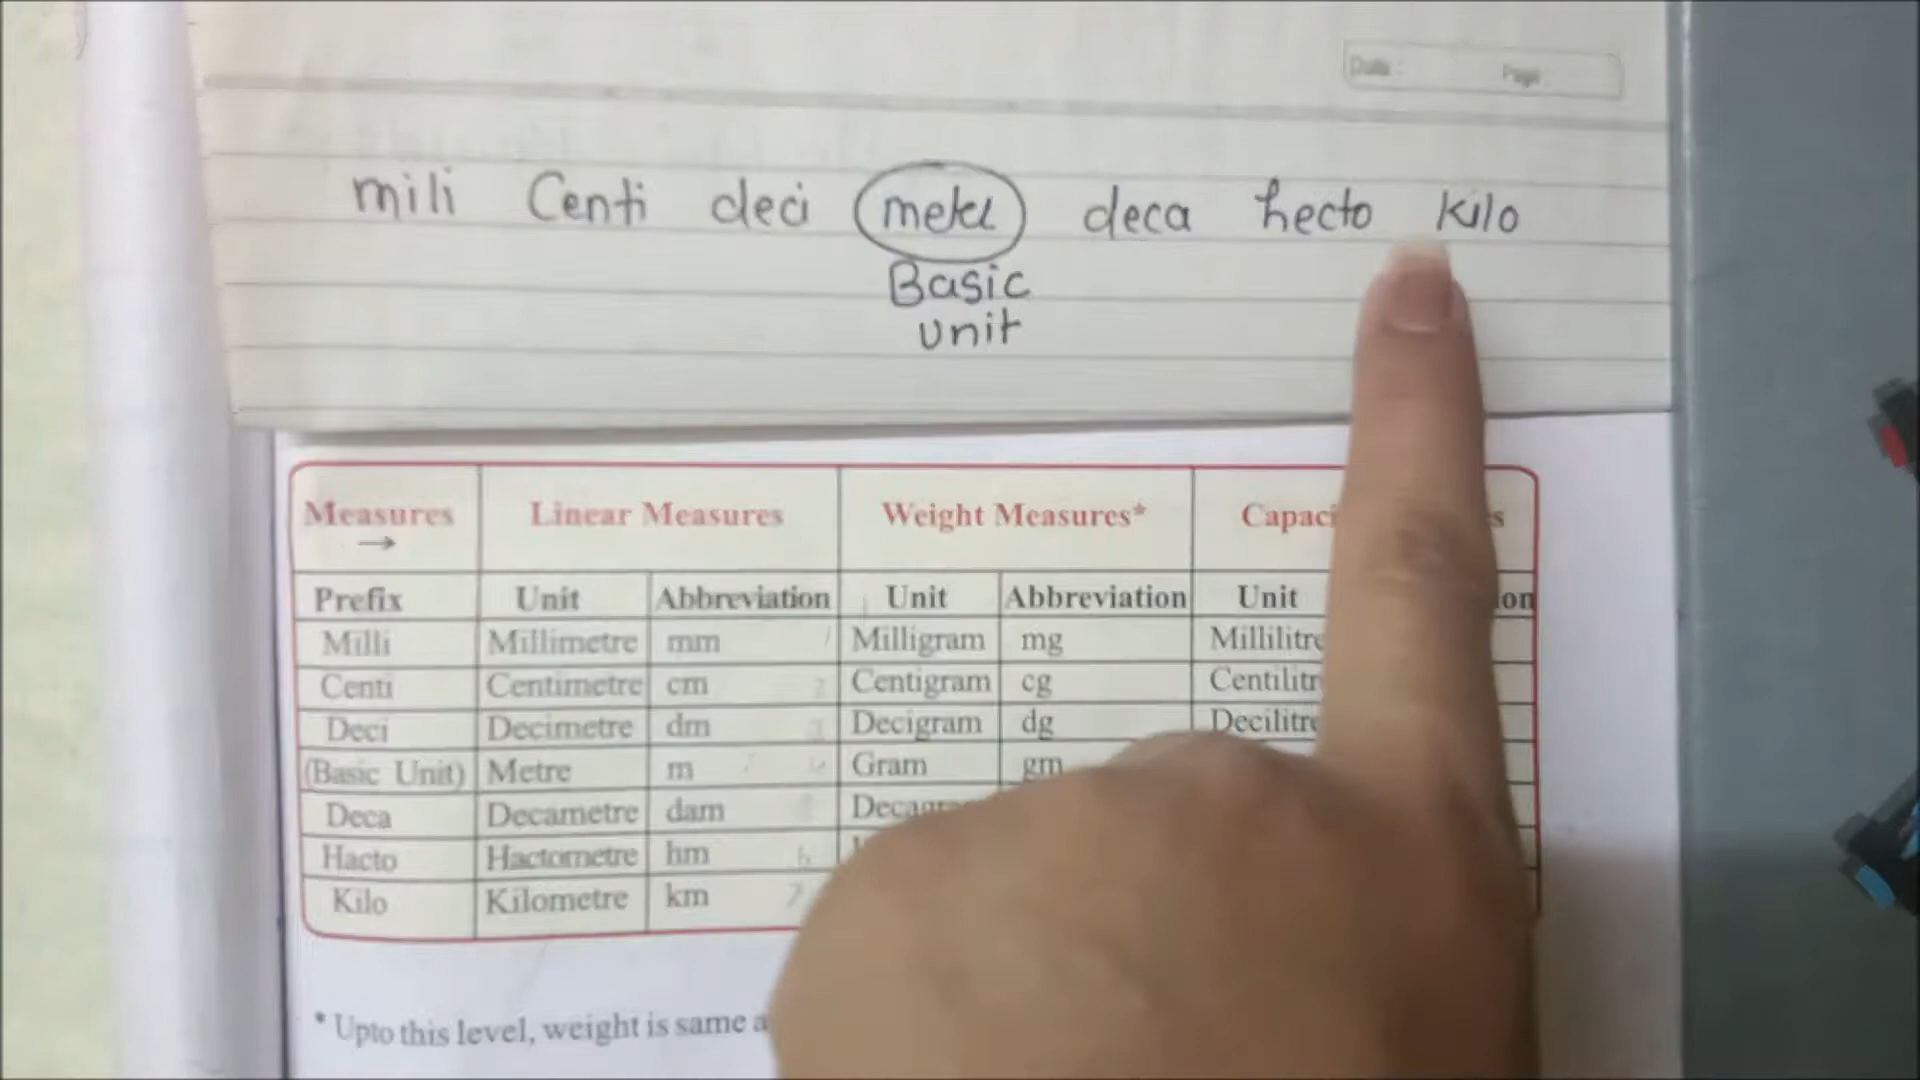 Date : Page :
mili Centi deci meter deca hecto kilo
Basic
unit
Measures → Linear Measures Weight Measures*
Prefix Unit Abbreviation Unit Abbreviation Unit
Milli Millimetre mm Milligram mg Millilitre
Centi Centimetre cm Centigram cg
Deci Decimetre dm Decigram dg Decilitre
(Basic Unit) Metre m Gram gm
Deca Decametre dam
Hacto Hactometre hm
Kilo Kilometre km
* Upto this level, weight is same